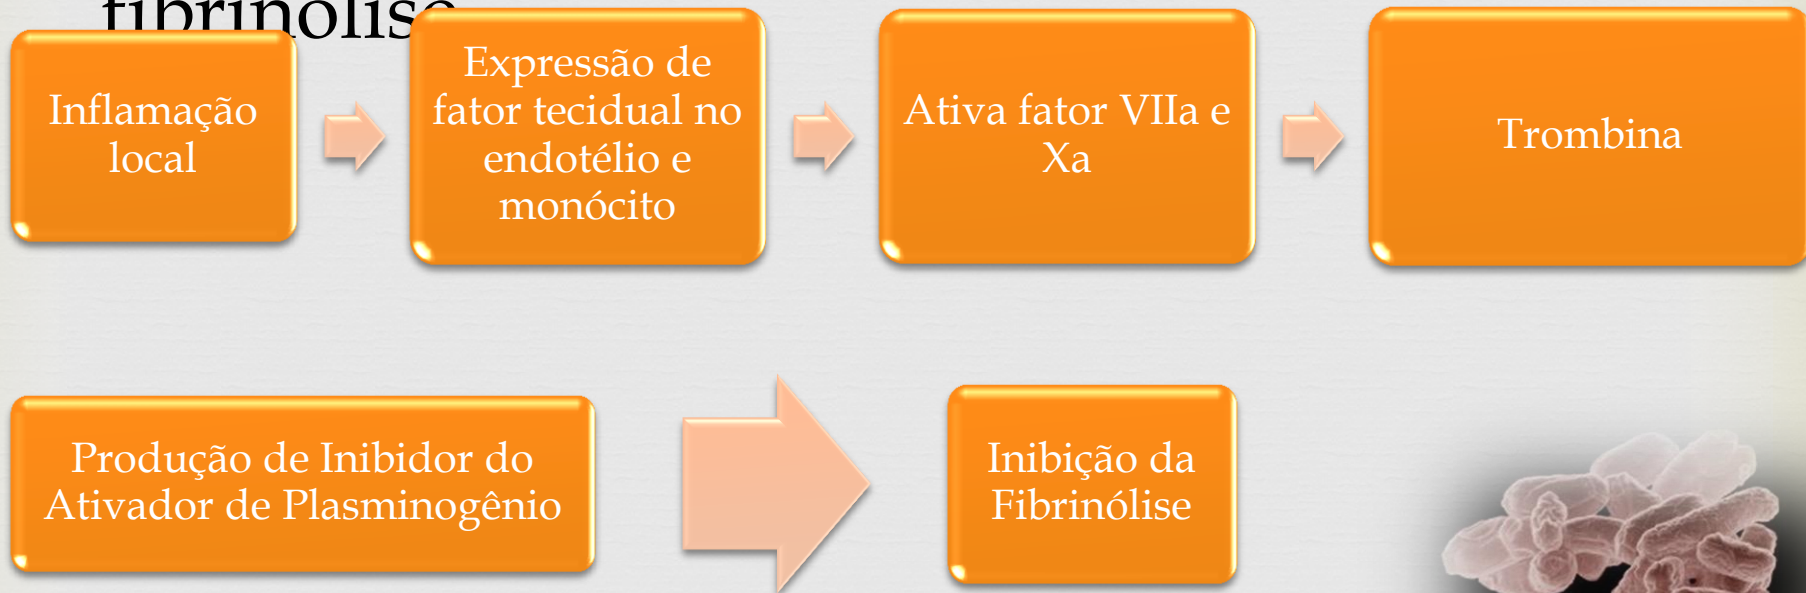 fibrinólise
Inflamação
local
Expressão de
fator tecidual no
endotélio e
monócito
Ativa fator VIIa e
Xa
Trombina
Produção de Inibidor do
Ativador de Plasminogênio
Inibição da
Fibrinólise